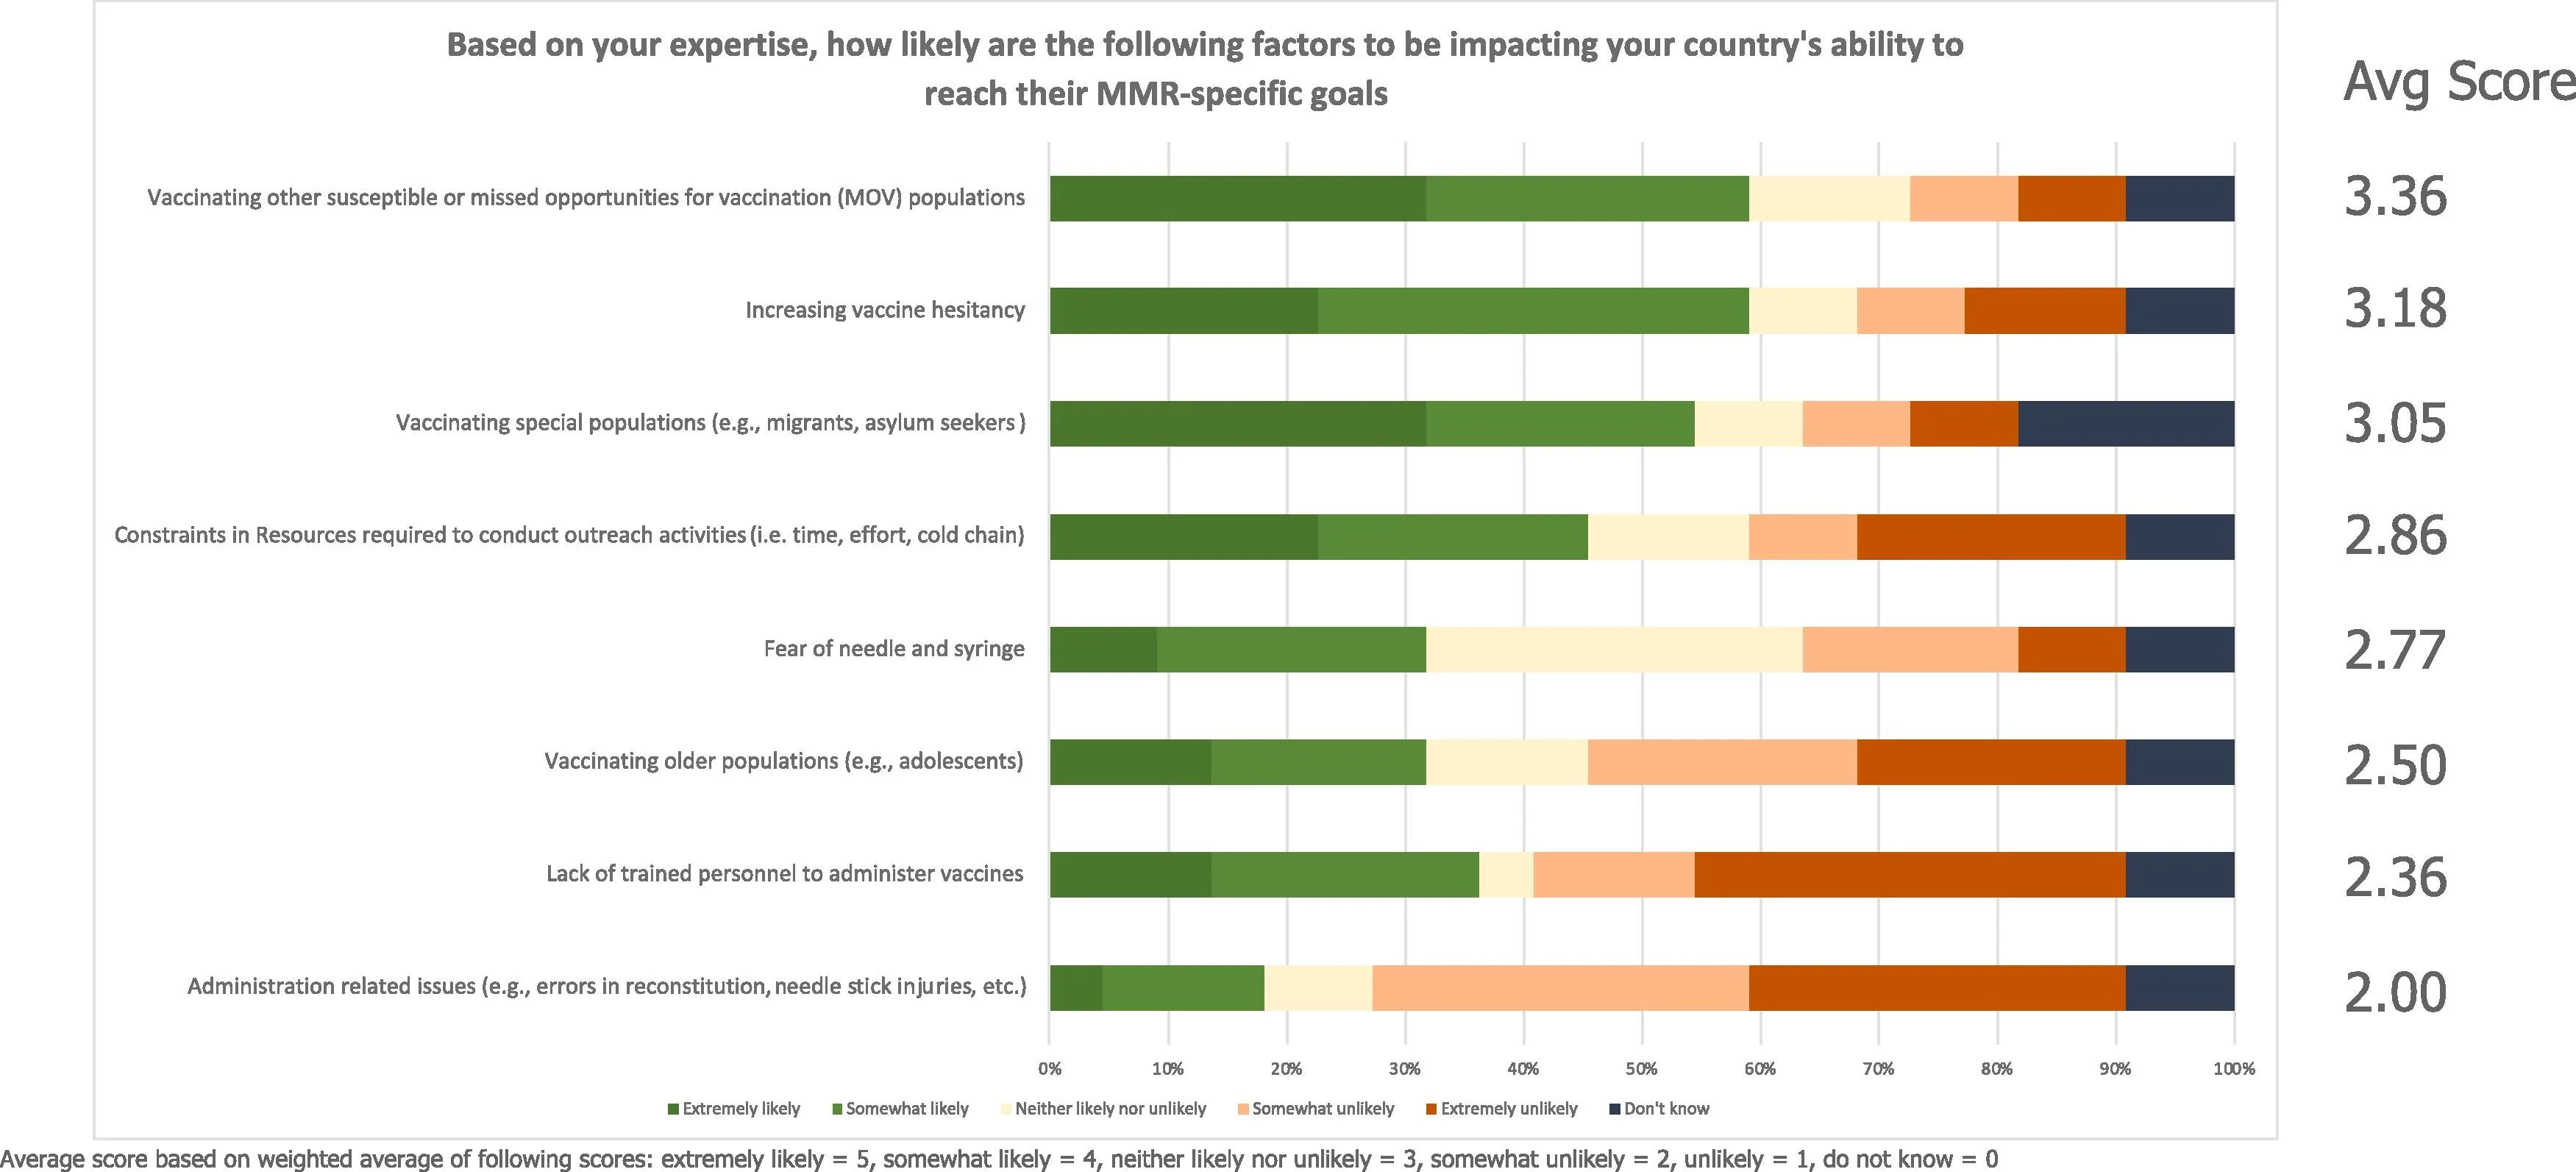 Based on your expertise, how likely are the following factors to be impacting your country's ability to
reach their MMR-specific goals
Avg Score
Vaccinating other susceptible or missed opportunities for vaccination (MOV) populations
3.36
Increasing vaccine hesitancy
3.18
Vaccinating special populations (e.g., migrants, asylum seekers )
3.05
Constraints in Resources required to conduct outreach activities (i.e. time, effort, cold chain)
2.86
Fear of needle and syringe
2.77
Vaccinating older populations (e.g., adolescents)
2.50
Lack of trained personnel to administer vaccines
2.36
Administration related issues (e.g., errors in reconstitution, needle stick injuries, etc.)
2.00
0% 10% 20% 30% 40% 50% 60% 70% 80% 90% 100%
Extremely likely Somewhat likely Neither likely nor unlikely Somewhat unlikely Extremely unlikely Don't know
Average score based on weighted average of following scores: extremely likely = 5, somewhat likely = 4, neither likely nor unlikely = 3, somewhat unlikely = 2, unlikely = 1, do not know = 0